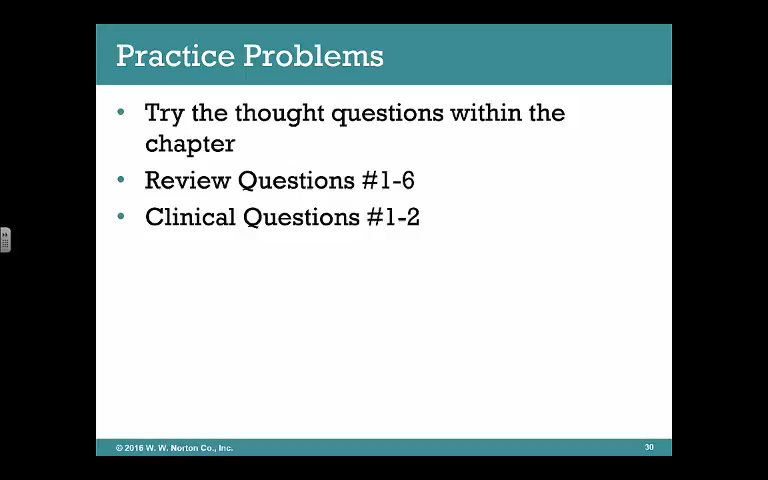 Practice Problems
• Try the thought questions within the
chapter
• Review Questions #1-6
• Clinical Questions #1-2
© 2016 W. W. Norton Co., Inc.
30